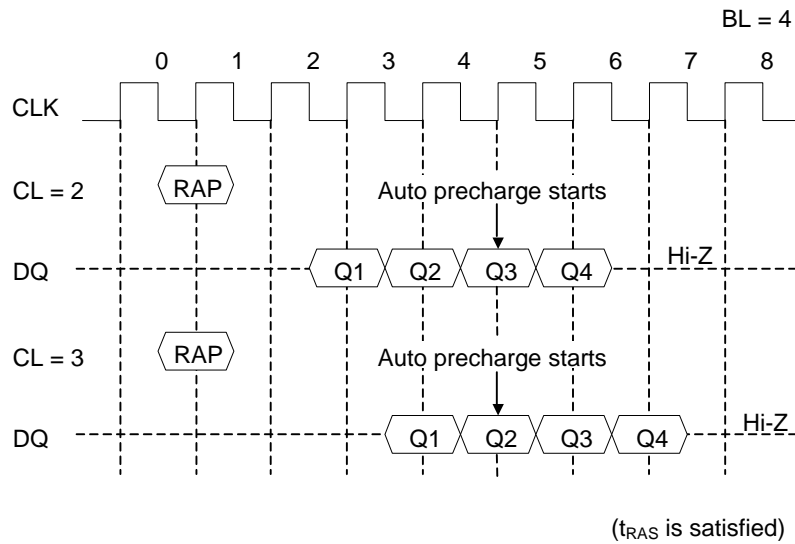 BL = 4
0 1 2 3 4 5 6 7 8
CLK
CL = 2 RAP Auto precharge starts
DQ Q1 Q2 Q3 Q4 Hi-Z
CL = 3 RAP Auto precharge starts
DQ Q1 Q2 Q3 Q4 Hi-Z
(tRAS is satisfied)